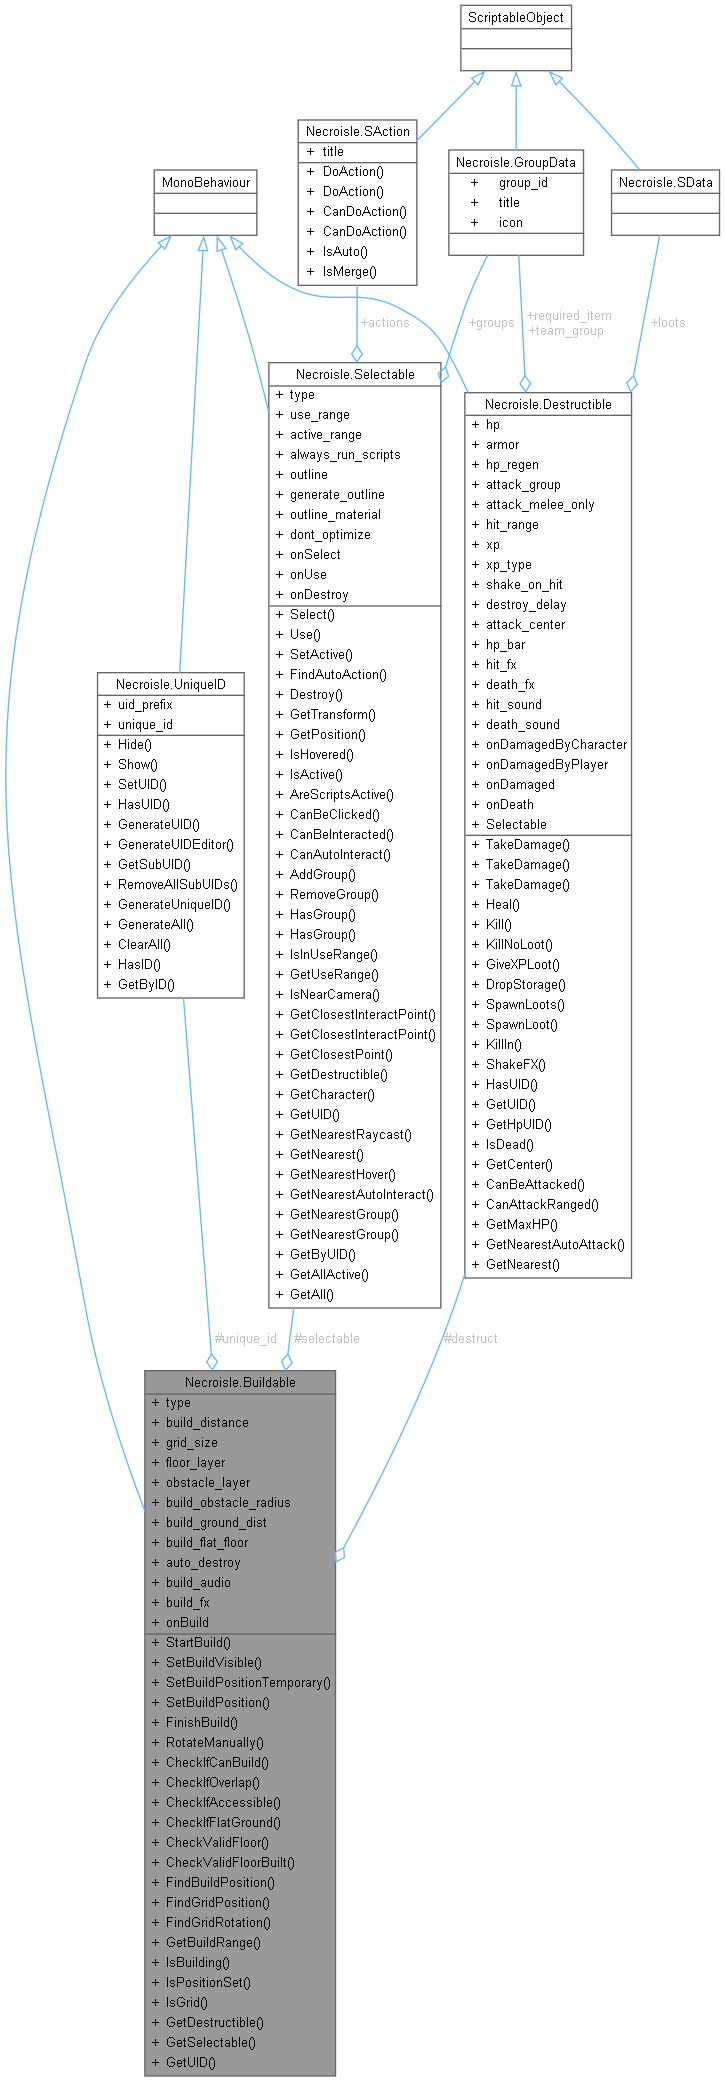 ScriptableObject
Necroisle.SAction
+ title
+ DoAction()
+ DoAction()
+ CanDoAction()
+ CanDoAction()
+ IsAuto()
+ IsMerge()
Necroisle.GroupData
+ group_id
+ title
+ icon
Necroisle.SData
MonoBehaviour
+actions
+groups
+required_item
+team_group
+loots
Necroisle.Selectable
+ type
+ use_range
+ active_range
+ always_run_scripts
+ outline
+ generate_outline
+ outline_material
+ dont_optimize
+ onSelect
+ onUse
+ onDestroy
+ Select()
+ Use()
+ SetActive()
+ FindAutoAction()
+ Destroy()
+ GetTransform()
+ GetPosition()
+ IsHovered()
+ IsActive()
+ AreScriptsActive()
+ CanBeClicked()
+ CanBeInteracted()
+ CanAutoInteract()
+ AddGroup()
+ RemoveGroup()
+ HasGroup()
+ HasGroup()
+ IsInUseRange()
+ GetUseRange()
+ IsNearCamera()
+ GetClosestInteractPoint()
+ GetClosestInteractPoint()
+ GetClosestPoint()
+ GetDestructible()
+ GetCharacter()
+ GetUID()
+ GetNearestRaycast()
+ GetNearest()
+ GetNearestHover()
+ GetNearestAutoInteract()
+ GetNearestGroup()
+ GetNearestGroup()
+ GetByUID()
+ GetAllActive()
+ GetAll()
Necroisle.Destructible
+ hp
+ armor
+ hp_regen
+ attack_group
+ attack_melee_only
+ hit_range
+ xp
+ xp_type
+ shake_on_hit
+ destroy_delay
+ attack_center
+ hp_bar
+ hit_fx
+ death_fx
+ hit_sound
+ death_sound
+ onDamagedByCharacter
+ onDamagedByPlayer
+ onDamaged
+ onDeath
+ Selectable
+ TakeDamage()
+ TakeDamage()
+ TakeDamage()
+ Heal()
+ Kill()
+ KillNoLoot()
+ GiveXPLoot()
+ DropStorage()
+ SpawnLoots()
+ SpawnLoot()
+ KillIn()
+ ShakeFX()
+ HasUID()
+ GetUID()
+ GetHpUID()
+ IsDead()
+ GetCenter()
+ CanBeAttacked()
+ CanAttackRanged()
+ GetMaxHP()
+ GetNearestAutoAttack()
+ GetNearest()
Necroisle.UniqueID
+ uid_prefix
+ unique_id
+ Hide()
+ Show()
+ SetUID()
+ HasUID()
+ GenerateUID()
+ GenerateUIDEditor()
+ GetSubUID()
+ RemoveAllSubUIDs()
+ GenerateUniqueID()
+ GenerateAll()
+ ClearAll()
+ HasID()
+ GetByID()
#unique_id
#selectable
#destruct
Necroisle.Buildable
+ type
+ build_distance
+ grid_size
+ floor_layer
+ obstacle_layer
+ build_obstacle_radius
+ build_ground_dist
+ build_flat_floor
+ auto_destroy
+ build_audio
+ build_fx
+ onBuild
+ StartBuild()
+ SetBuildVisible()
+ SetBuildPositionTemporary()
+ SetBuildPosition()
+ FinishBuild()
+ RotateManually()
+ CheckIfCanBuild()
+ CheckIfOverlap()
+ CheckIfAccessible()
+ CheckIfFlatGround()
+ CheckValidFloor()
+ CheckValidFloorBuilt()
+ FindBuildPosition()
+ FindGridPosition()
+ FindGridRotation()
+ GetBuildRange()
+ IsBuilding()
+ IsPositionSet()
+ IsGrid()
+ GetDestructible()
+ GetSelectable()
+ GetUID()